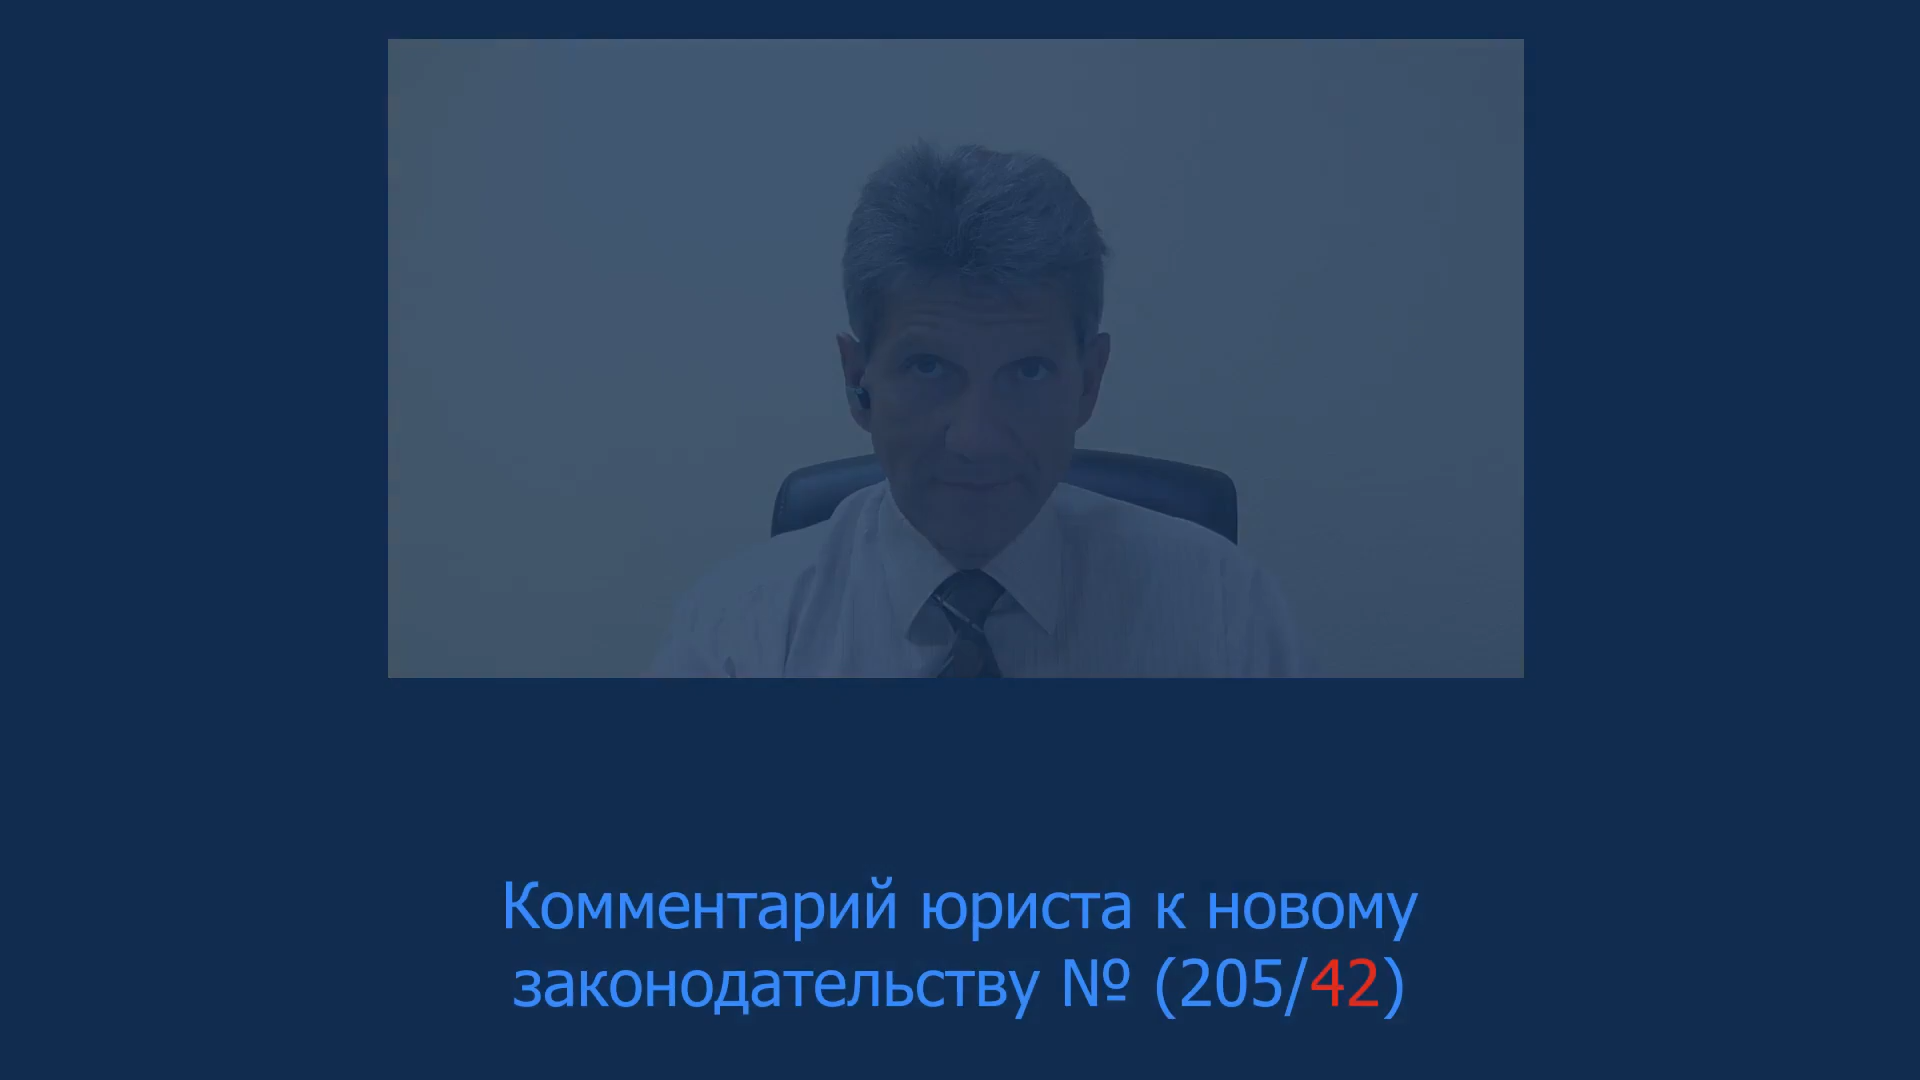 Комментарий юриста к новому
законодательству № (205/42)